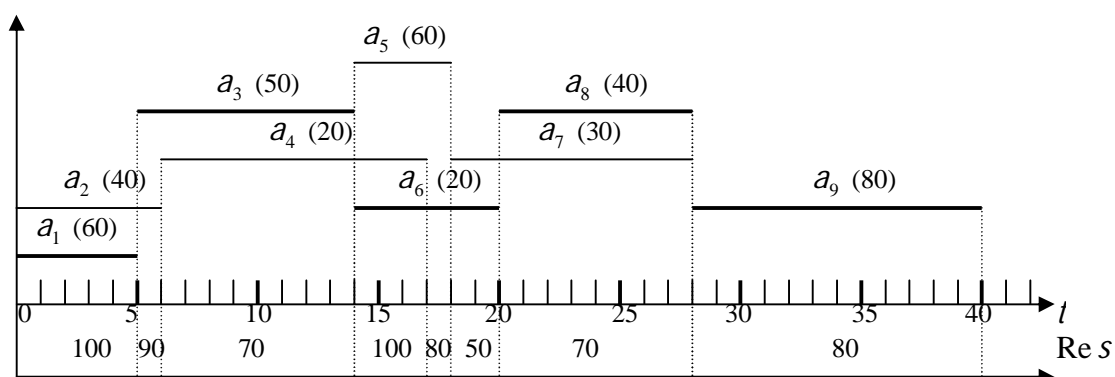 a₅ (60)
a₃ (50)
a₈ (40)
a₄ (20)
a₇ (30)
a₂ (40)
a₆ (20)
a₉ (80)
a₁ (60)
0 5 10 15 20 25 30 35 40 t
100 90 70 100 80 50 70 80 Re s